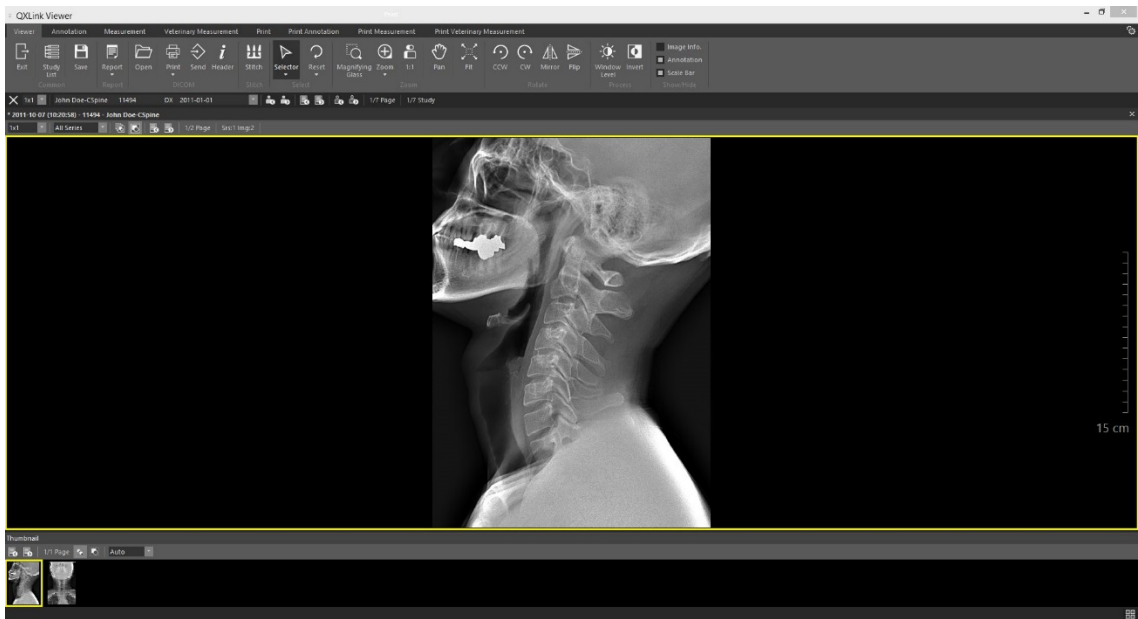 QXLink Viewer
Viewer Annotation Measurement Veterinary Measurement Print Print Annotation Print Measurement Print Veterinary Measurement
Exit Study List Save Report Open Print Send Header Stitch Selector Reset Magnifying Glass Zoom 1:1 Pan Fit CCW CW Mirror Flip Window Level Invert
Image Info.
Annotation
Scale Bar
Common Report DICOM Stitch Select Zoom Rotate Process Show/Hide
1x1 John Doe-CSpine 11494 DX 2011-01-01 1/7 Page 1/7 Study
* 2011-10-07 (10:20:58) - 11494 - John Doe-CSpine
1x1 All Series 1/2 Page Sis:1 Img:2
15 cm
Thumbnail
1/1 Page Auto